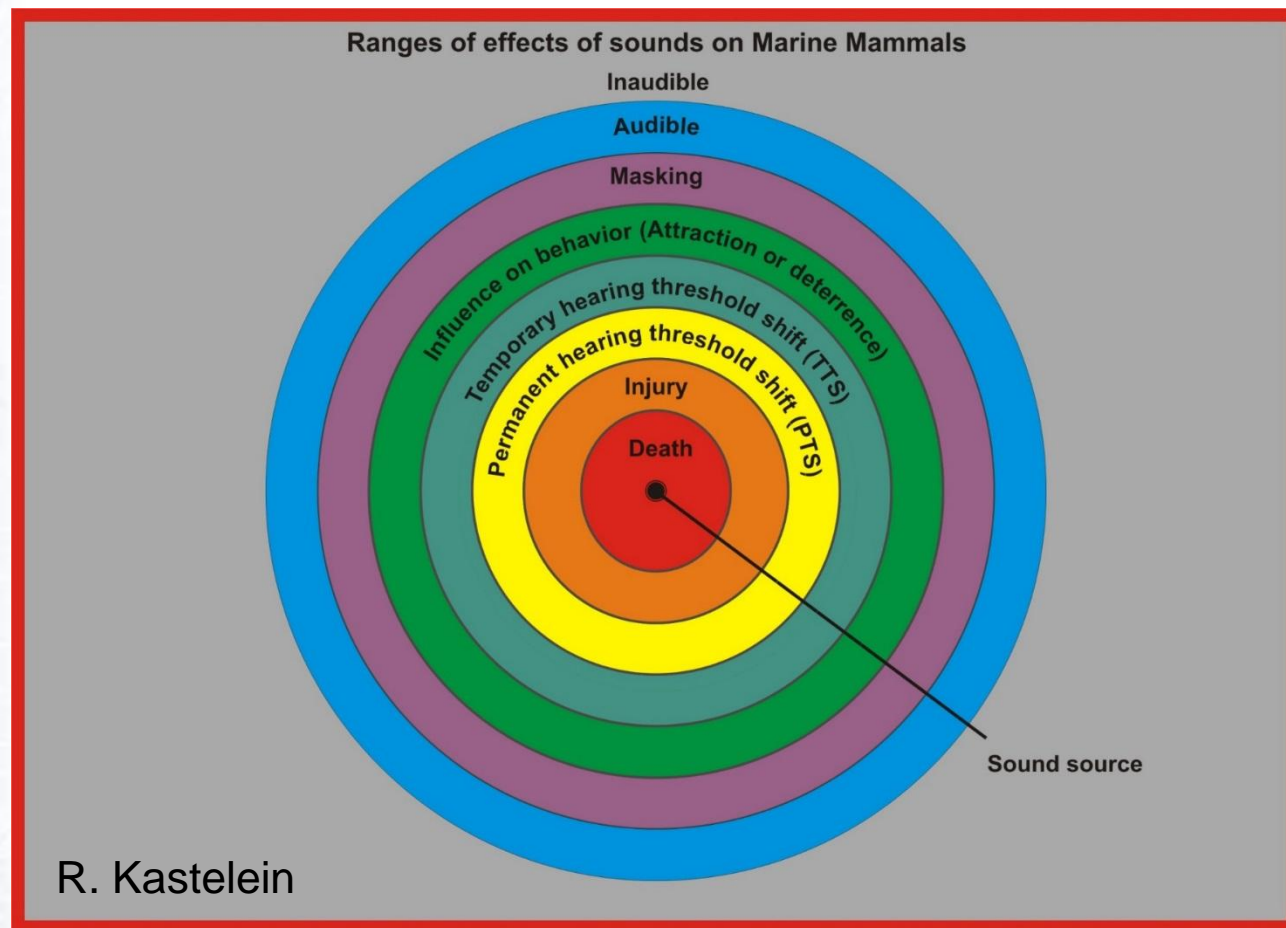 Ranges of effects of sounds on Marine Mammals
Inaudible
Audible
Masking
Influence on behavior (Attraction or deterrence)
Temporary hearing threshold shift (TTS)
Permanent hearing threshold shift (PTS)
Injury
Death
Sound source
R. Kastelein